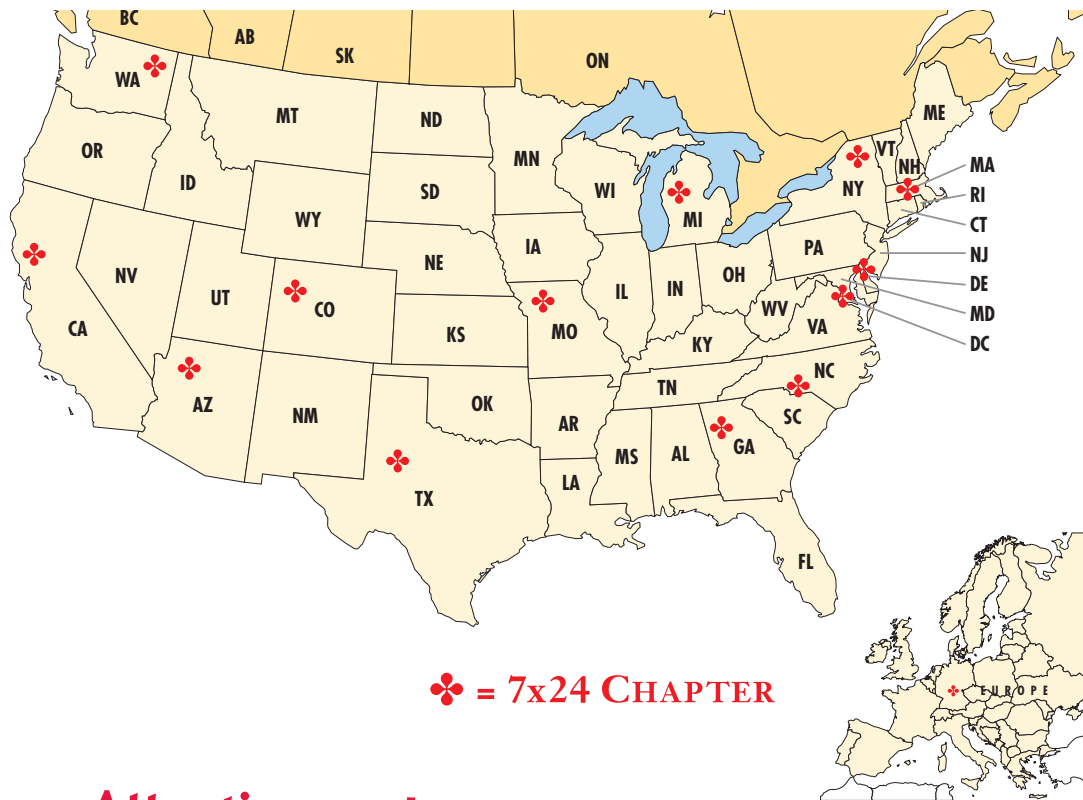 BC
AB
SK
ON
WA
MT
ND
MN
ME
OR
ID
SD
WI
VT
NH
MA
NY
MI
RI
WY
CT
IA
PA
NJ
NE
NV
UT
IL
IN
OH
DE
CO
WV
MD
CA
KS
MO
VA
DC
KY
NC
TN
AZ
NM
OK
AR
SC
MS
AL
GA
LA
TX
FL
= 7x24 CHAPTER
EUROPE